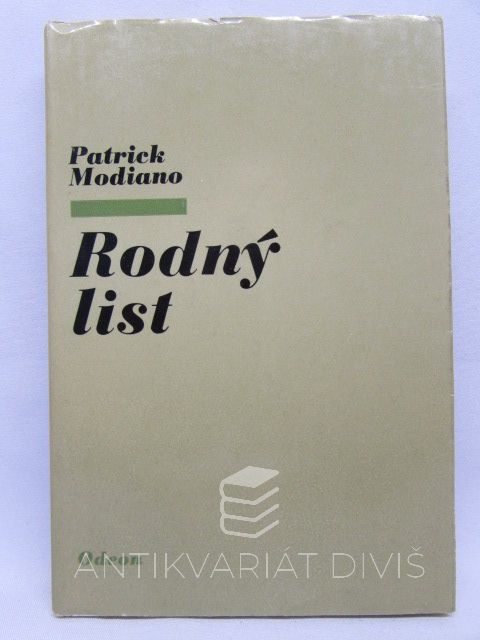 Patrick
Modiano
Rodný
list
Odeon
ANTIKVARIÁT DIVIŠ